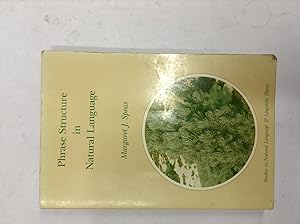 Phrase Structure
in
Natural Language
Margaret J. Speas
Studies in Natural Language & Linguistic Theory